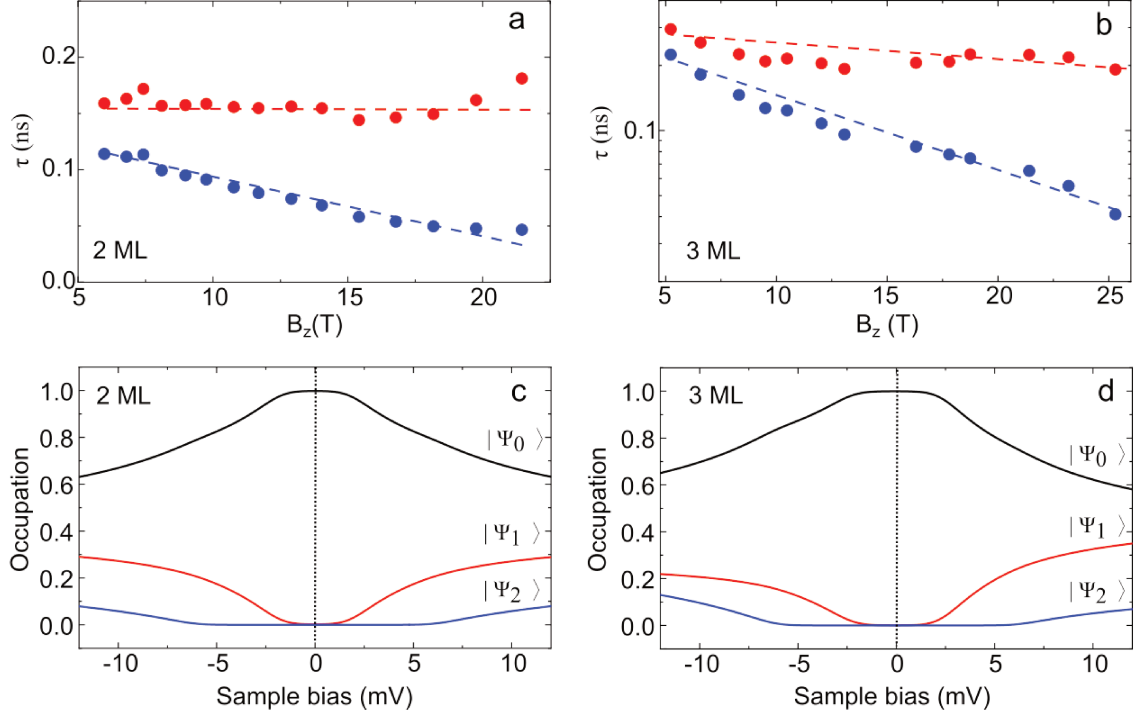 a
0.2
0.1
0.0
τ (ns)
2 ML
5
10
15
20
B_z(T)
b
0.1
τ (ns)
3 ML
5
10
15
20
25
B_z (T)
c
2 ML
1.0
0.8
0.6
0.4
0.2
0.0
Occupation
|Ψ_0⟩
|Ψ_1⟩
|Ψ_2⟩
-10
-5
0
5
10
Sample bias (mV)
d
3 ML
1.0
0.8
0.6
0.4
0.2
0.0
Occupation
|Ψ_0⟩
|Ψ_1⟩
|Ψ_2⟩
-10
-5
0
5
10
Sample bias (mV)